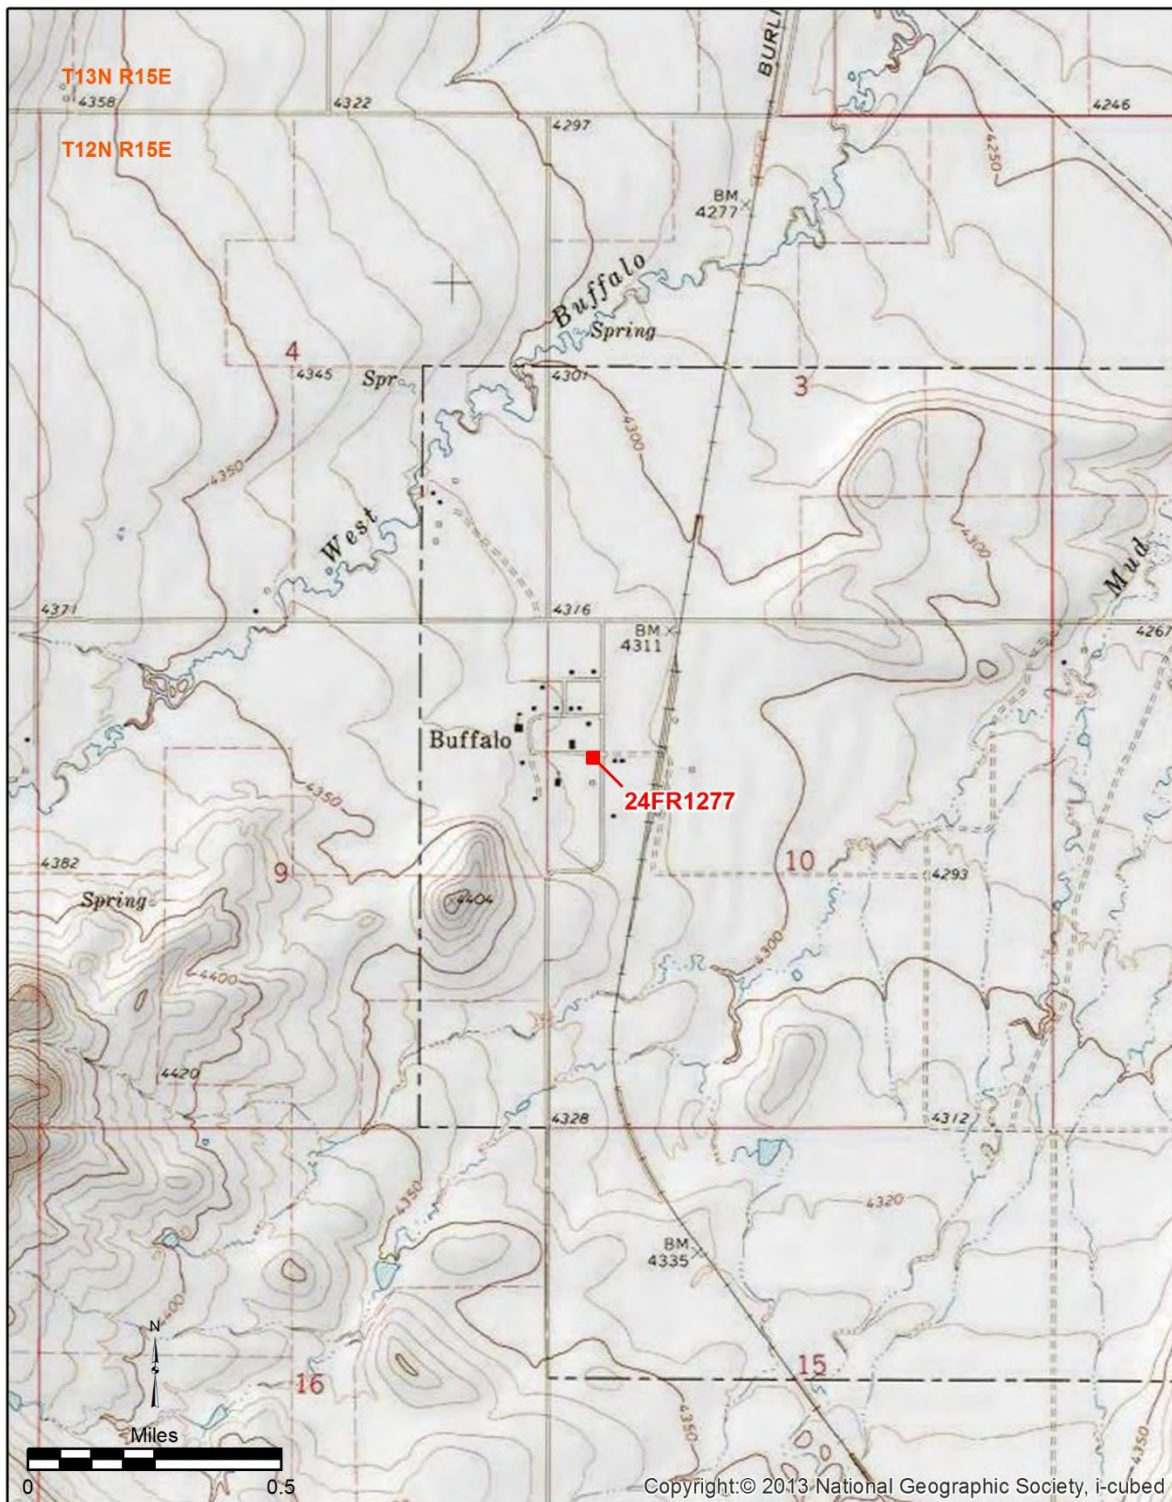 BURLI
T13N R15E
4358
4322
4246
4297
T12N R15E
4250
BM
4277
Buffalo
Spring
4
4345
Spr
4301
3
4300
4350
West
4300
Mud
4371
4316
BM
4311
4267
Buffalo
24FR1277
4350
4382
9
10
4293
Spring
4404
4300
4400
4420
4328
4312
4350
4320
BM
4335
4400
N
16
15
4350
4350
Miles
0
0.5
Copyright:© 2013 National Geographic Society, i-cubed